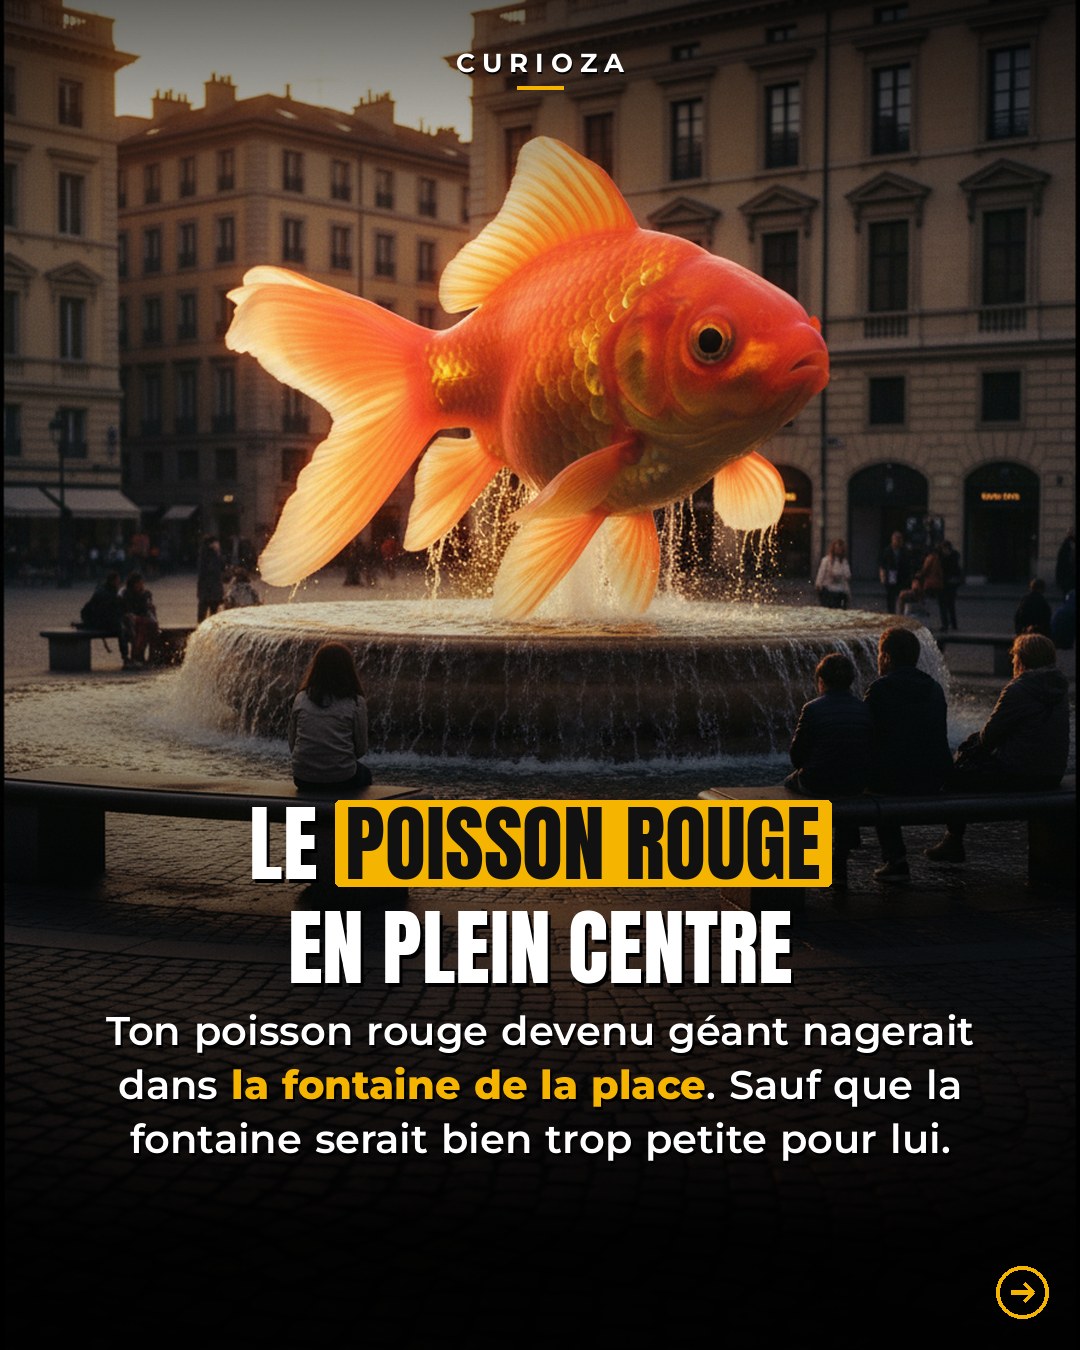 CURIOZA
LE POISSON ROUGE
EN PLEIN CENTRE
Ton poisson rouge devenu géant nagerait
dans la fontaine de la place. Sauf que la
fontaine serait bien trop petite pour lui.